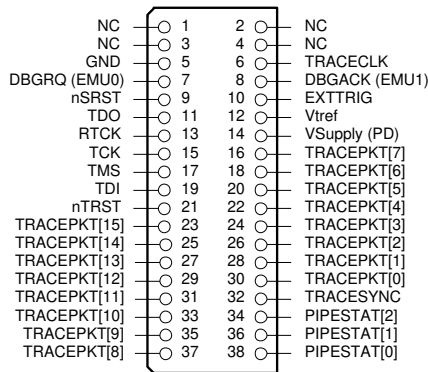 NC 1 2 NC
NC 3 4 NC
GND 5 6 TRACECLK
DBGRQ (EMU0) 7 8 DBGACK (EMU1)
nSRST 9 10 EXTTRIG
TDO 11 12 Vtref
RTCK 13 14 VSupply (PD)
TCK 15 16 TRACEPKT[7]
TMS 17 18 TRACEPKT[6]
TDI 19 20 TRACEPKT[5]
nTRST 21 22 TRACEPKT[4]
TRACEPKT[15] 23 24 TRACEPKT[3]
TRACEPKT[14] 25 26 TRACEPKT[2]
TRACEPKT[13] 27 28 TRACEPKT[1]
TRACEPKT[12] 29 30 TRACEPKT[0]
TRACEPKT[11] 31 32 TRACESYNC
TRACEPKT[10] 33 34 PIPESTAT[2]
TRACEPKT[9] 35 36 PIPESTAT[1]
TRACEPKT[8] 37 38 PIPESTAT[0]